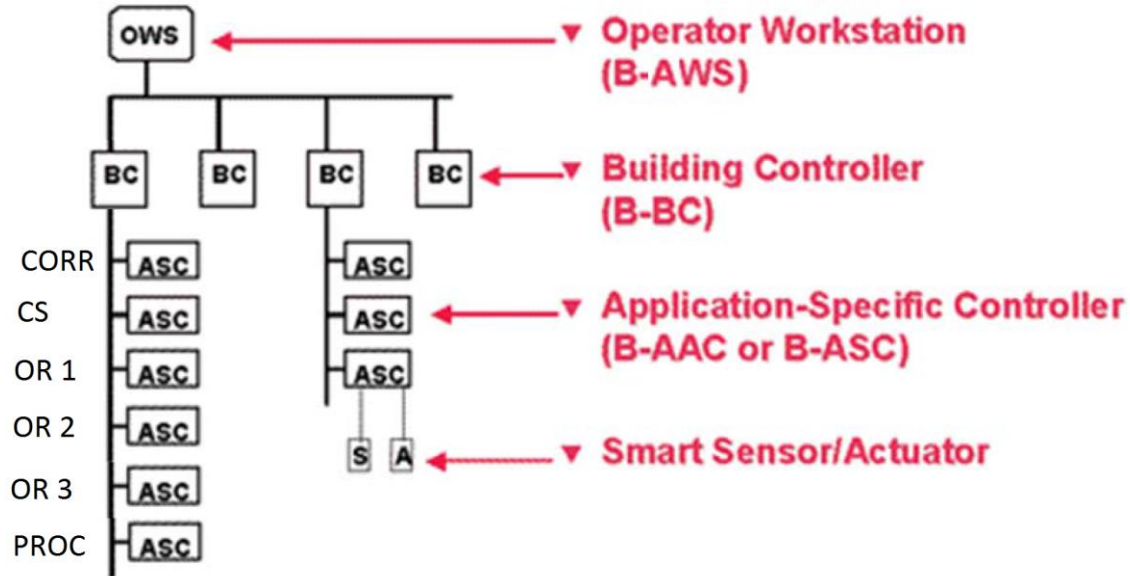 OWS
▼ Operator Workstation
(B-AWS)
BC BC BC BC
▼ Building Controller
(B-BC)
CORR ASC ASC
CS ASC ASC
▼ Application-Specific Controller
(B-AAC or B-ASC)
OR 1 ASC ASC
OR 2 ASC
S A
▼ Smart Sensor/Actuator
OR 3 ASC
PROC ASC